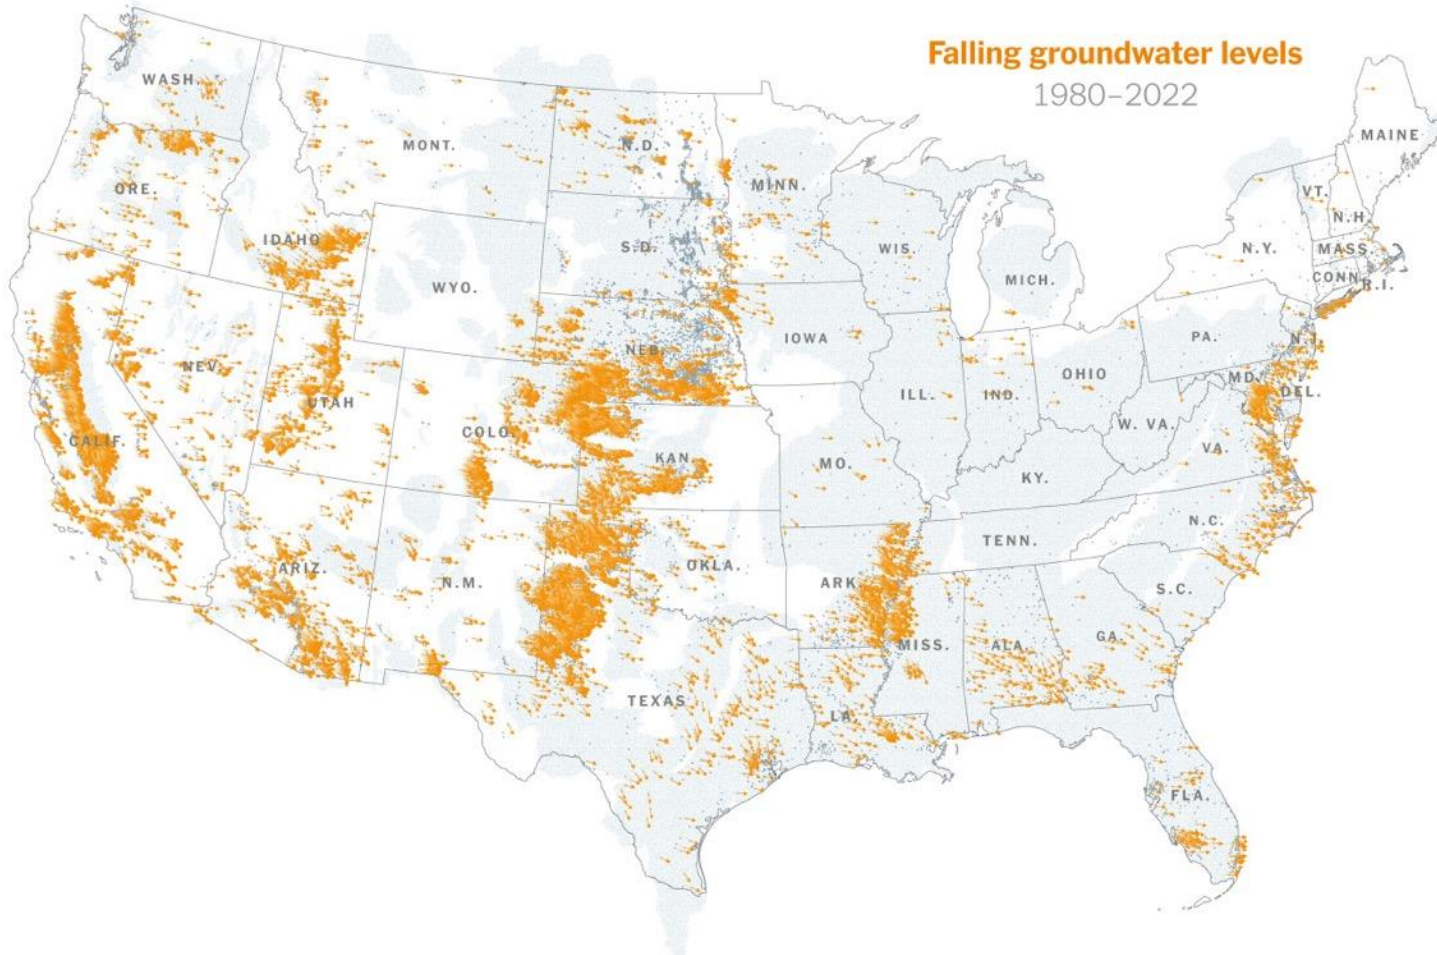 Falling groundwater levels
1980–2022
WASH.
MONT.
N.D.
MINN.
MAINE
ORE.
IDAHO
S.D.
WIS.
MICH.
VT.
N.H.
N.Y.
MASS.
CONN.
R.I.
WYO.
IOWA
PA.
N.J.
NEV.
UTAH
NEB.
ILL.
IND.
OHIO
MD.
DEL.
CALIF.
COLO.
KAN.
MO.
KY.
W. VA.
VA.
ARIZ.
N.M.
OKLA.
ARK.
TENN.
N.C.
S.C.
TEXAS
LA.
MISS.
ALA.
GA.
FLA.